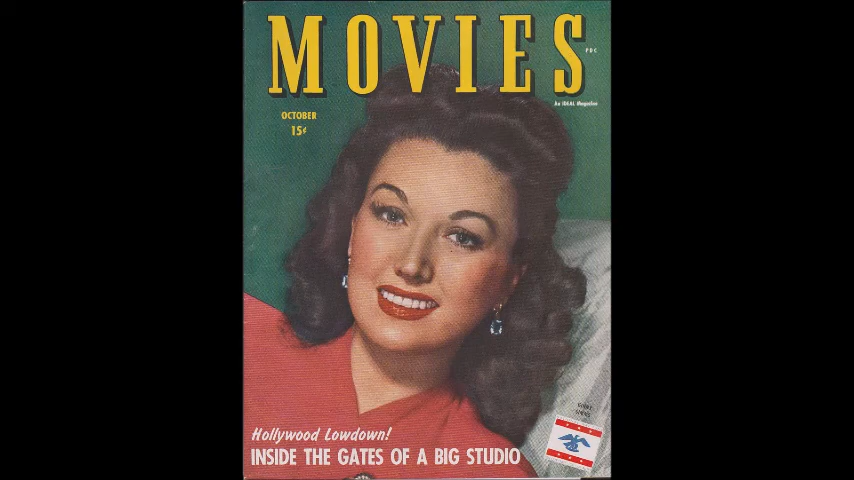 MOVIES
PDC
An IDEAL Magazine
OCTOBER
15¢
Hollywood Lowdown!
INSIDE THE GATES OF A BIG STUDIO